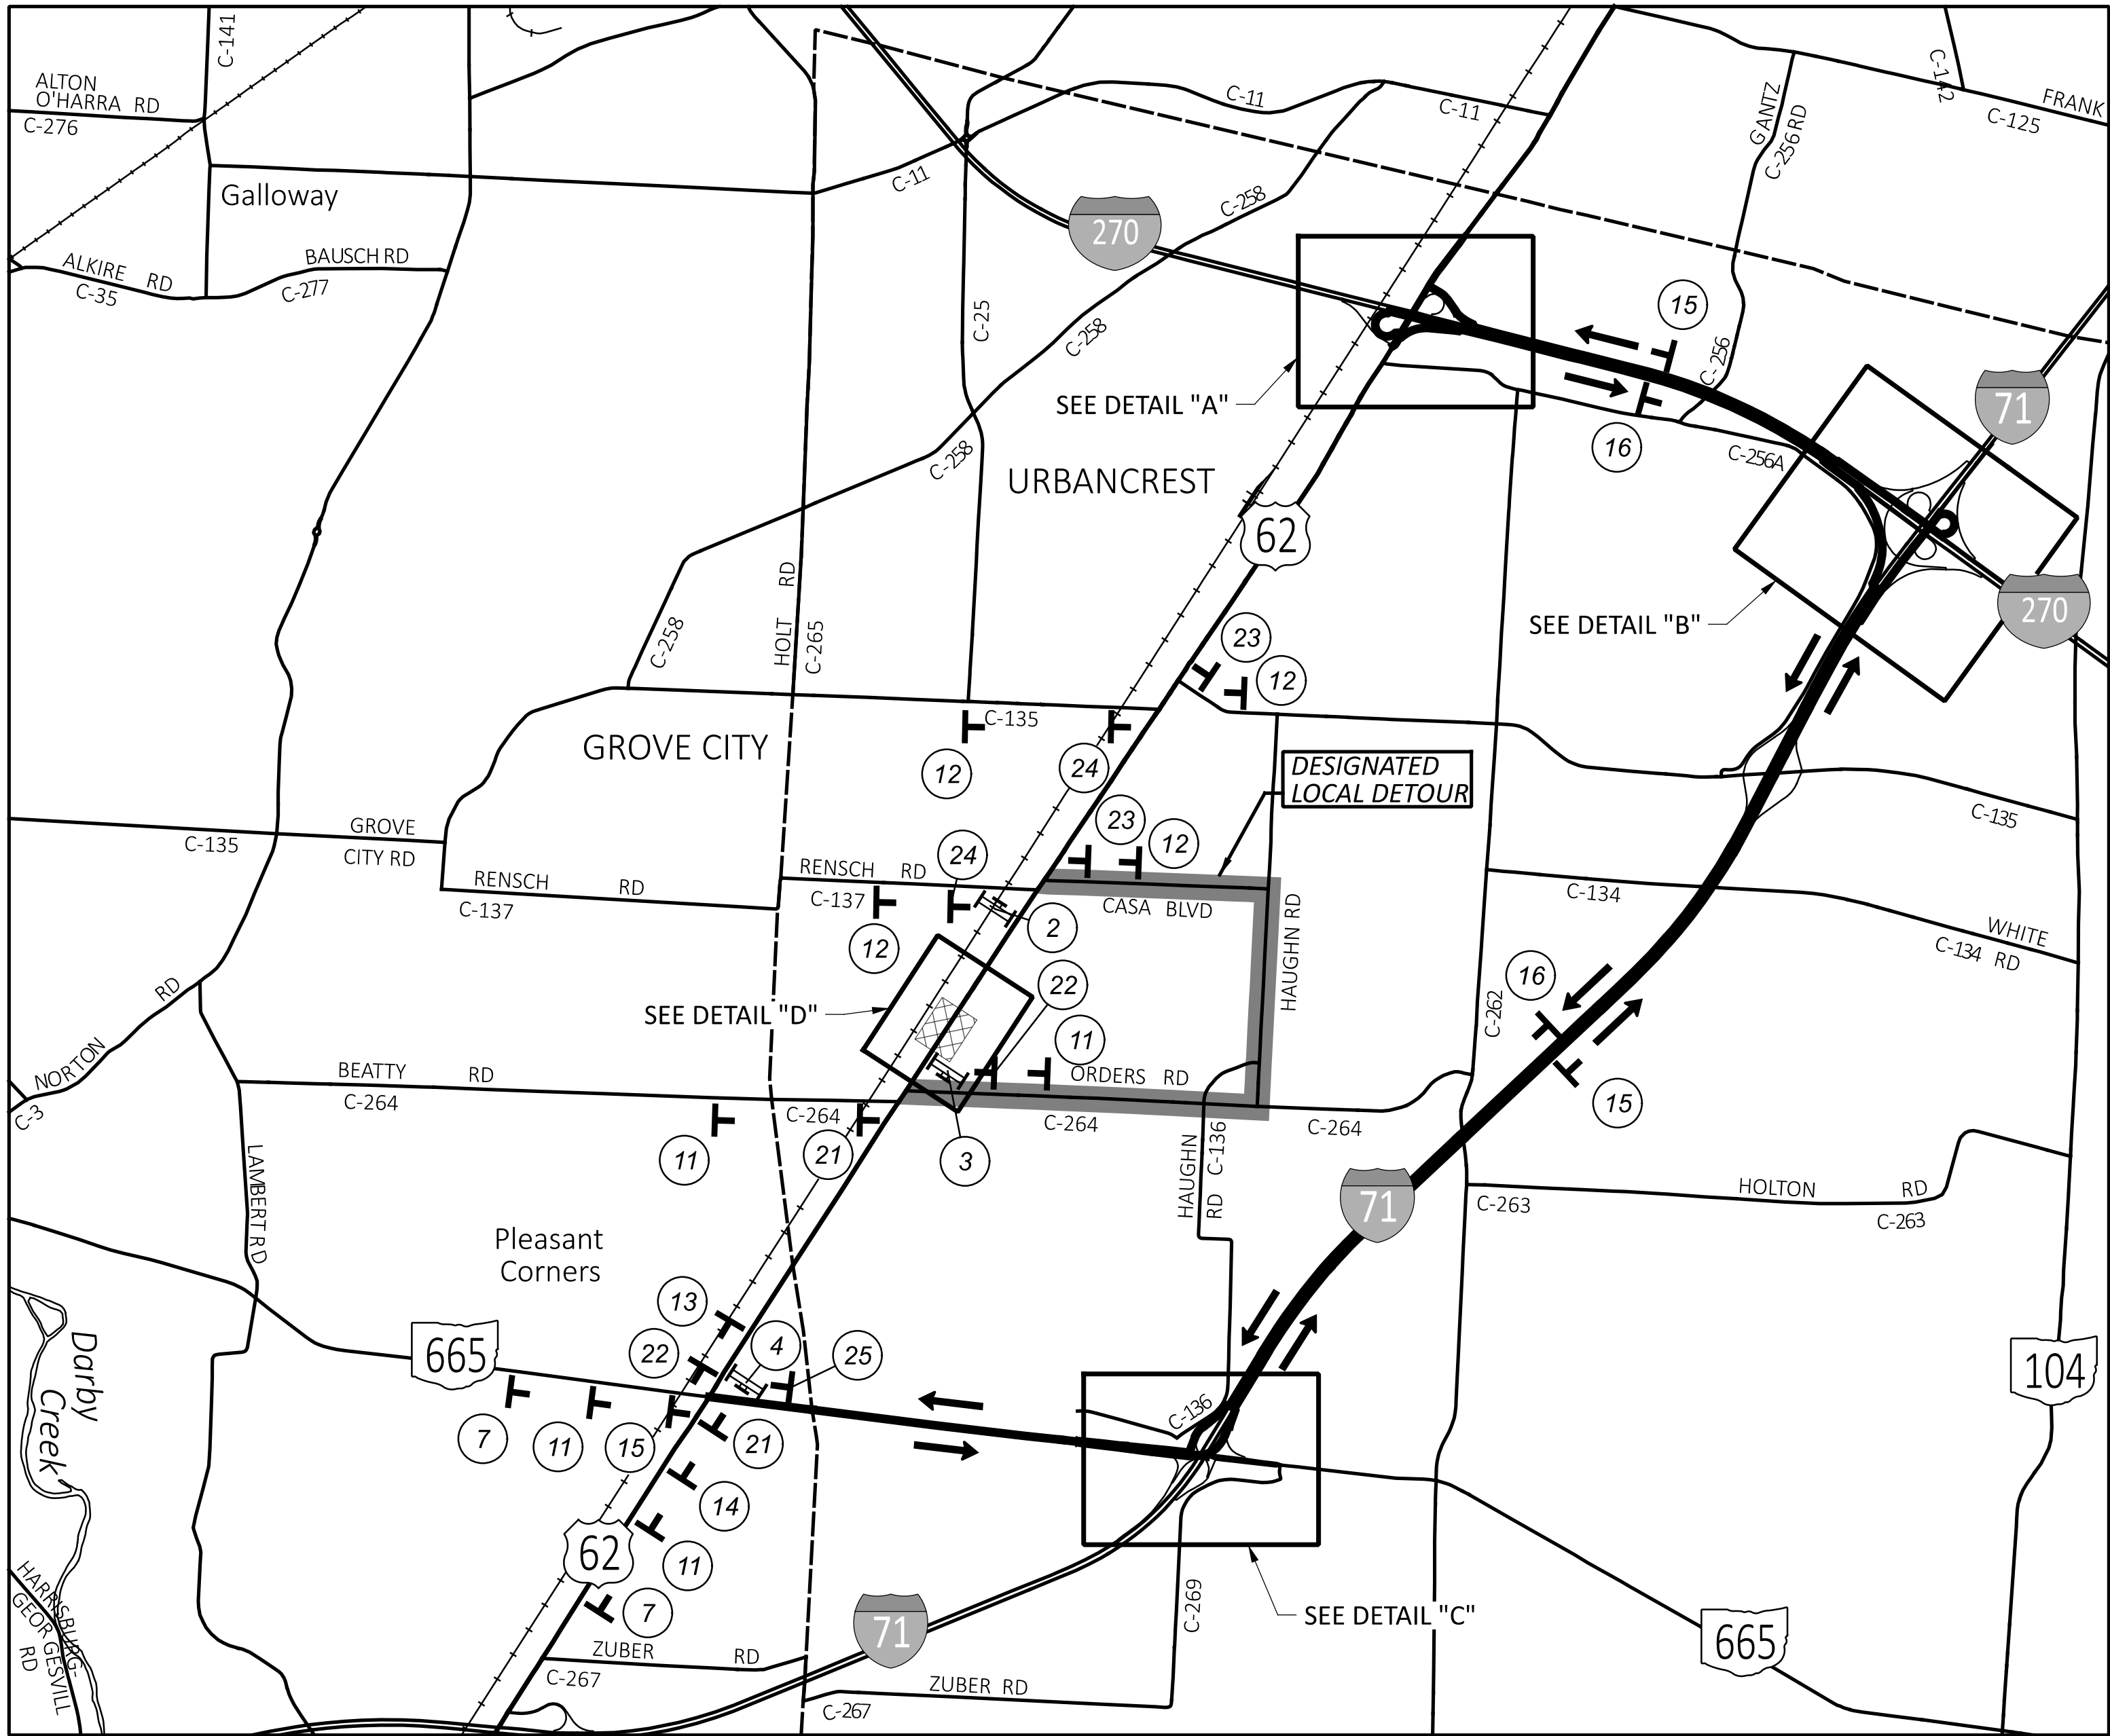 C-141
ALTON
O'HARRA RD
C-276
Galloway
ALKIRE RD
C-35
BAUSCH RD
C-277
C-11
C-11
C-11
C-142
FRANK
C-125
GANTZ
C-256 RD
270
C-258
C-25
C-258
C-258
15
C-256
71
SEE DETAIL "A"
16
C-256A
URBANCREST
62
270
SEE DETAIL "B"
C-258
HOLT RD
C-265
23
12
C-135
GROVE CITY
12
24
DESIGNATED
LOCAL DETOUR
C-135
GROVE
CITY RD
C-135
23
12
24
RENSCH RD
C-137
RENSCH RD
C-137
CASA BLVD
C-134
WHITE
C-134 RD
12
2
HAUGHN RD
22
16
C-262
SEE DETAIL "D"
11
NORTON RD
C-3
BEATTY RD
C-264
C-264
ORDERS RD
C-264
C-264
15
11
21
3
HAUGHN
RD C-136
LAMBERT RD
HOLTON RD
C-263
C-263
71
Pleasant
Corners
13
22
4
25
665
104
Darby
Creek
C-136
7
11
15
21
14
62
11
7
HARRISBURG-
GEORGESVILL
RD
71
C-269
SEE DETAIL "C"
665
ZUBER RD
C-267
ZUBER RD
C-267